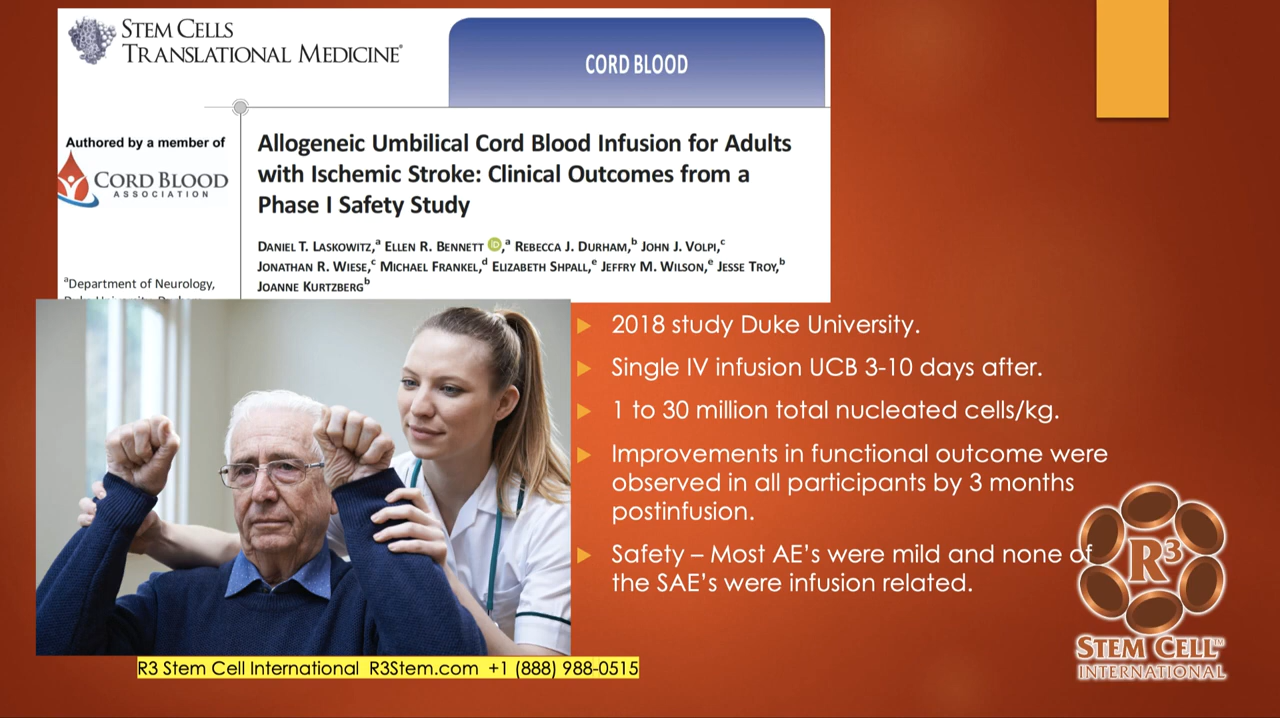 STEM CELLS
TRANSLATIONAL MEDICINE®
CORD BLOOD
Authored by a member of
CORD BLOOD
ASSOCIATION
Allogeneic Umbilical Cord Blood Infusion for Adults
with Ischemic Stroke: Clinical Outcomes from a
Phase I Safety Study
DANIEL T. LASKOWITZ,ᵃ ELLEN R. BENNETT iD,ᵃ REBECCA J. DURHAM,ᵇ JOHN J. VOLPI,ᶜ
JONATHAN R. WIESE,ᶜ MICHAEL FRANKEL,ᵈ ELIZABETH SHPALL,ᵉ JEFFRY M. WILSON,ᵉ JESSE TROY,ᵇ
JOANNE KURTZBERGᵇ
ᵃDepartment of Neurology,
2018 study Duke University.
Single IV infusion UCB 3-10 days after.
1 to 30 million total nucleated cells/kg.
Improvements in functional outcome were
observed in all participants by 3 months
postinfusion.
Safety – Most AE's were mild and none of
the SAE's were infusion related.
R3
STEM CELL™
INTERNATIONAL
R3 Stem Cell International R3Stem.com +1 (888) 988-0515